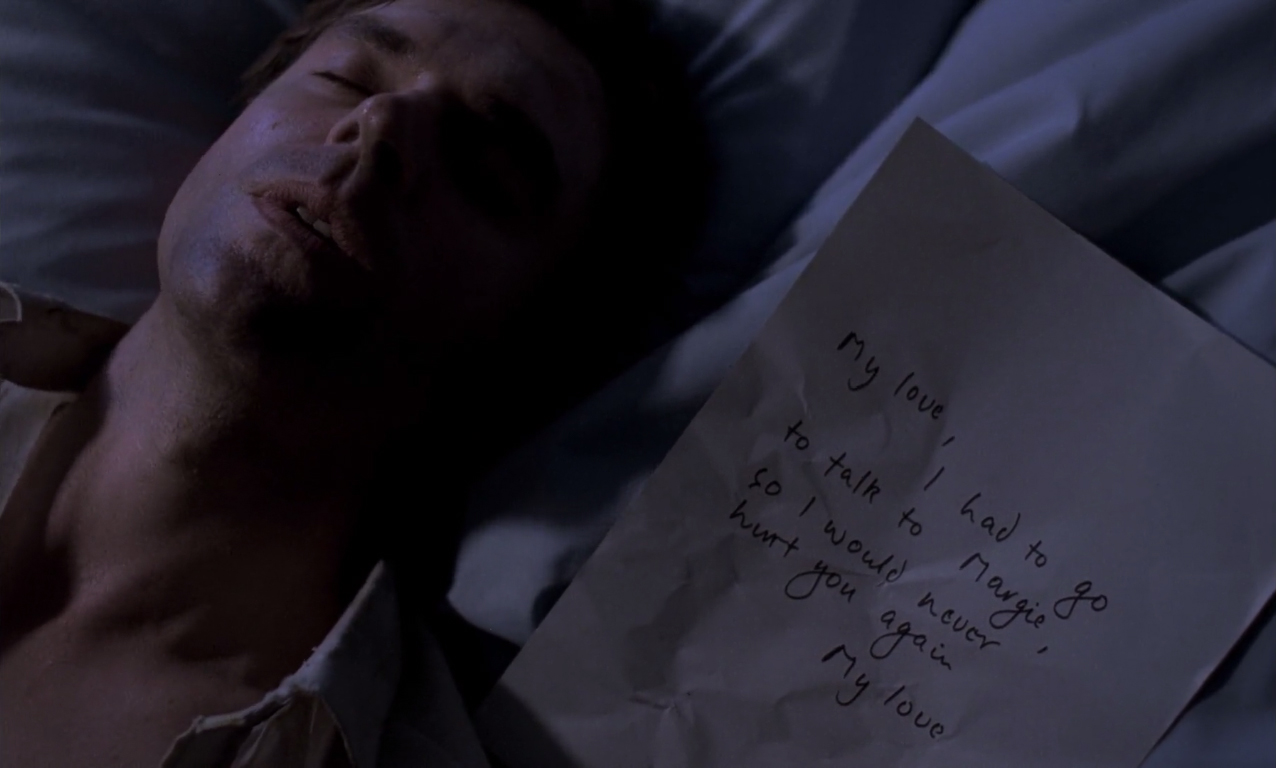 My love,
I had to go
to talk to Margie,
so I would never
hurt you again
My love